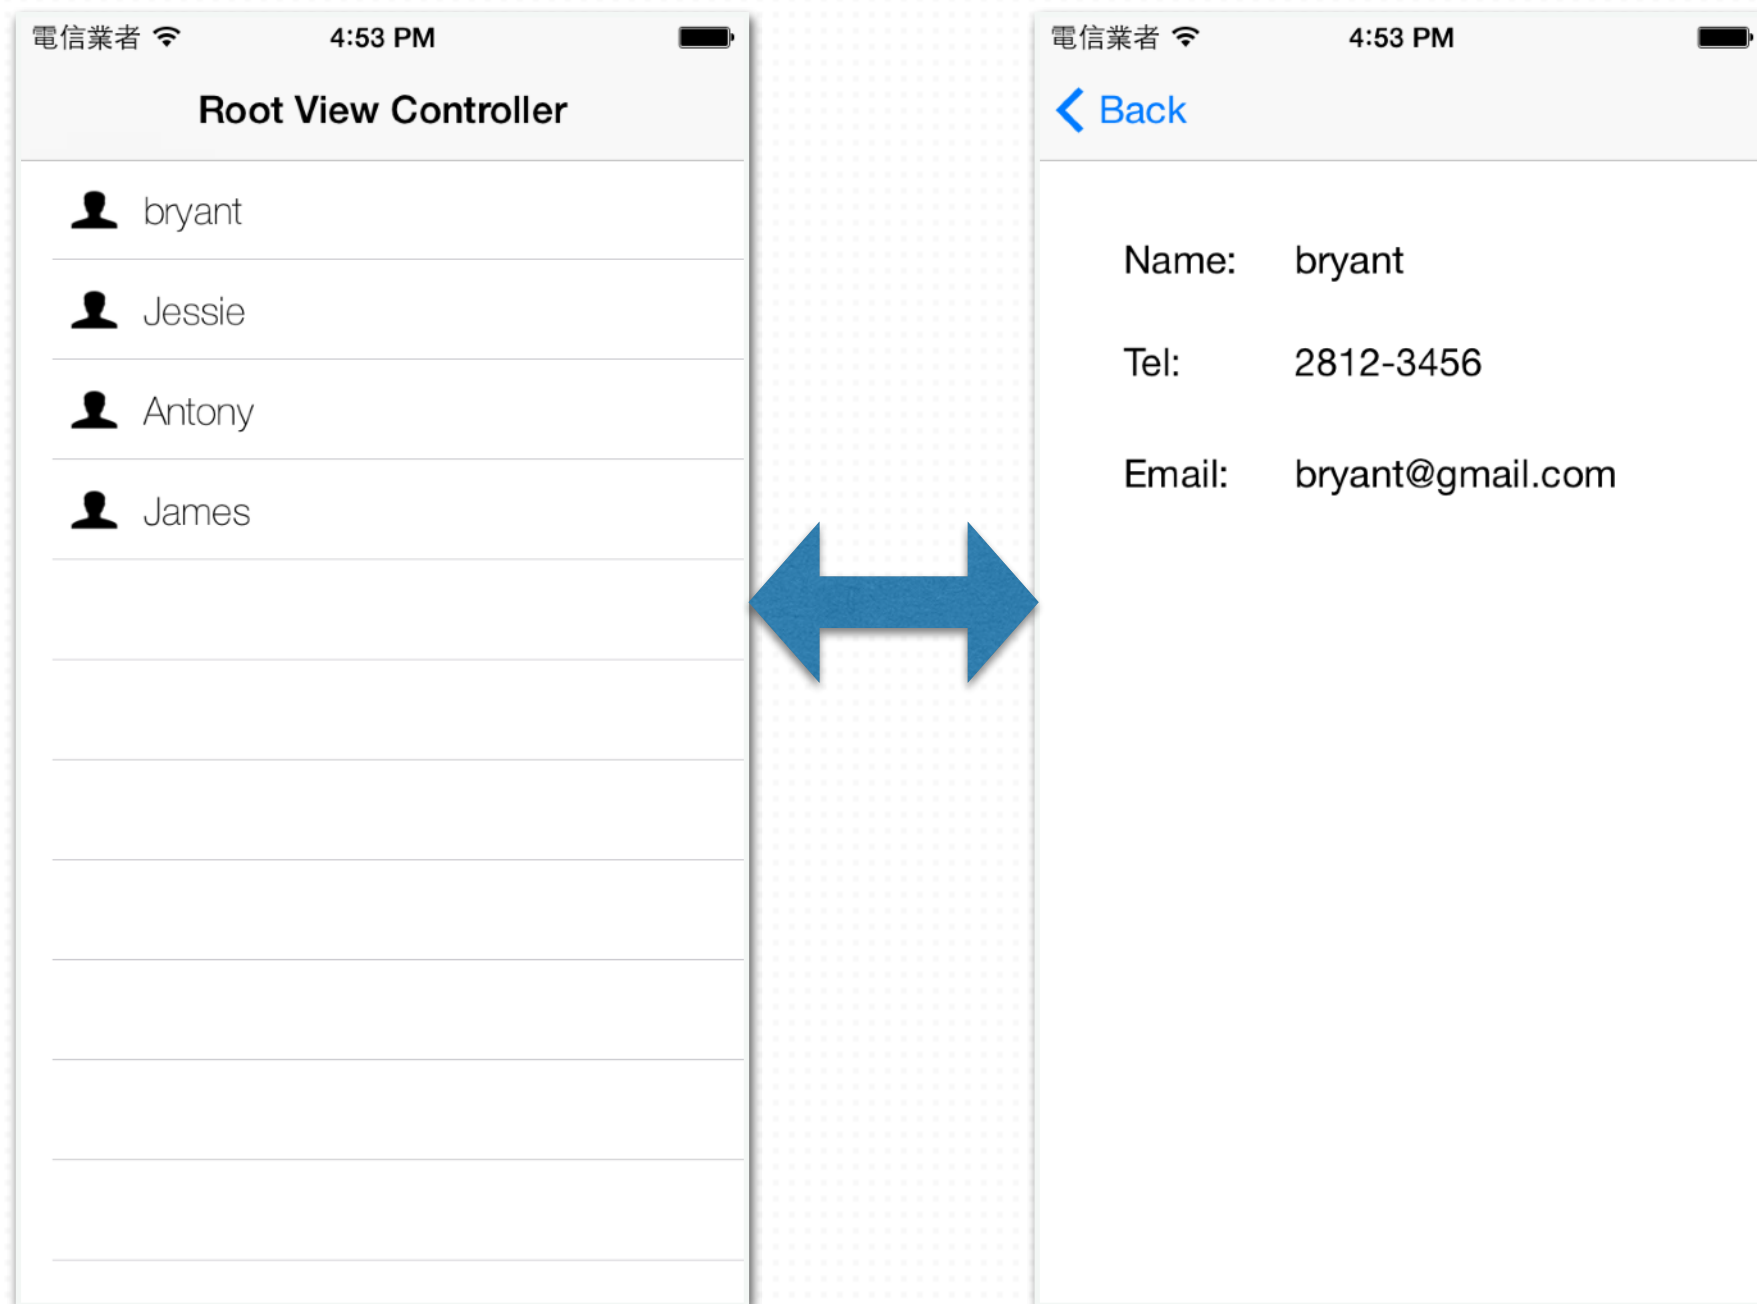 電信業者 4:53 PM
Root View Controller
bryant
Jessie
Antony
James
電信業者 4:53 PM
Back
Name: bryant
Tel: 2812-3456
Email: bryant@gmail.com